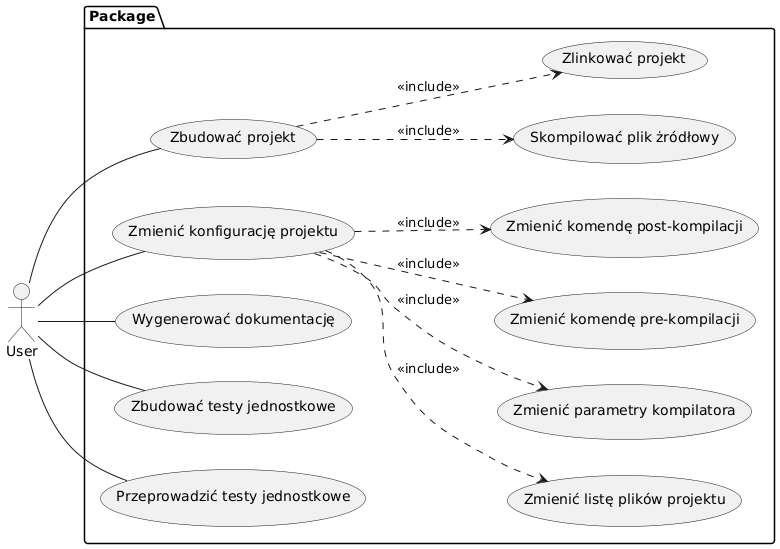 Package
Zlinkować projekt
«include»
Zbudować projekt
«include»
Skompilować plik żródłowy
Zmienić konfigurację projektu
«include»
Zmienić komendę post-kompilacji
«include»
Zmienić komendę pre-kompilacji
«include»
Zmienić parametry kompilatora
«include»
Zmienić listę plików projektu
User
Wygenerować dokumentację
Zbudować testy jednostkowe
Przeprowadzić testy jednostkowe